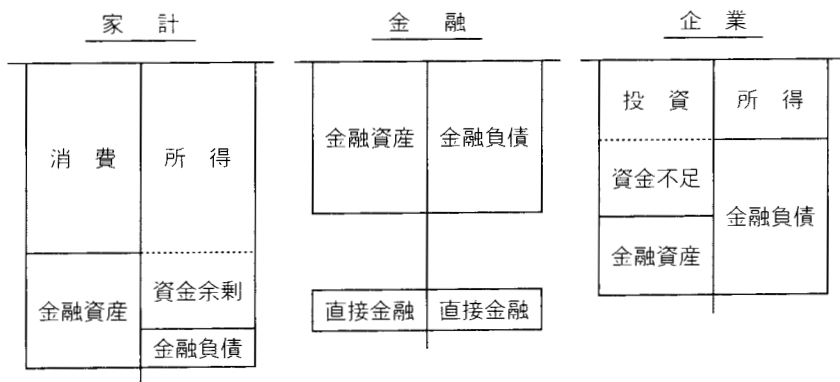 家計
消費
所得
金融資産
資金余剰
金融負債
金融
金融資産
金融負債
直接金融
直接金融
企業
投資
所得
資金不足
金融負債
金融資産